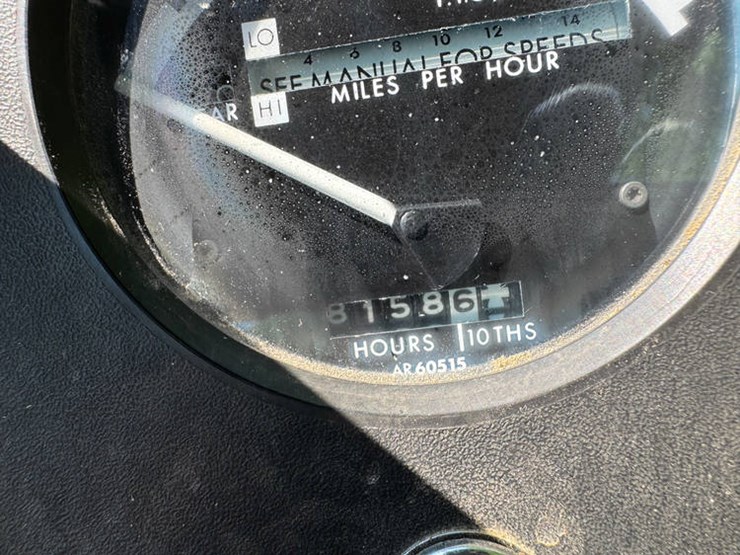 LO
4 6 8 10 12 14
SEE MANUAL FOR SPEEDS
HI
MILES PER HOUR
81586
HOURS 10THS
AR60515